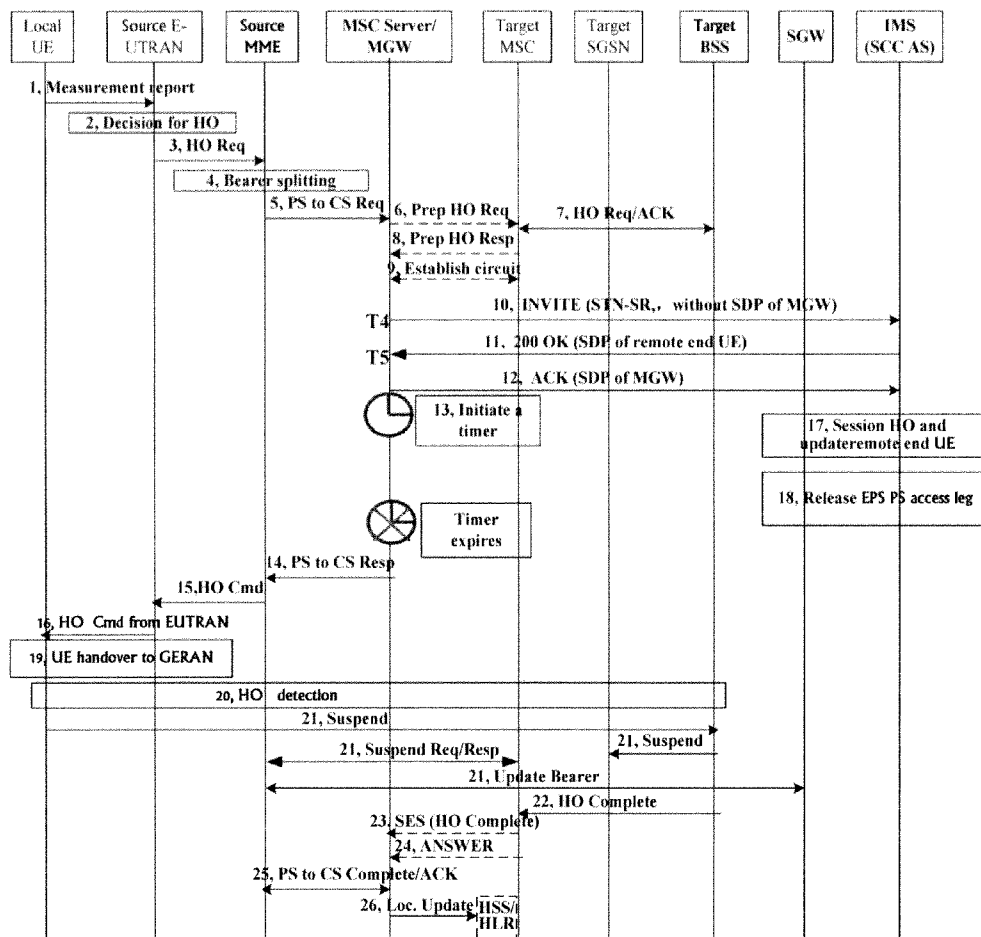 Local
UE
Source E-
UTRAN
Source
MME
MSC Server/
MGW
Target
MSC
Target
SGSN
Target
BSS
SGW
IMS
(SCC AS)
1, Measurement report
2, Decision for HO
3, HO Req
4, Bearer splitting
5, PS to CS Req
6, Prep HO Req
7, HO Req/ACK
8, Prep HO Resp
9, Establish circuit
10, INVITE (STN-SR,, without SDP of MGW)
T4
11, 200 OK (SDP of remote end UE)
T5
12, ACK (SDP of MGW)
13, Initiate a
timer
17, Session HO and
updateremote end UE
18, Release EPS PS access leg
Timer
expires
14, PS to CS Resp
15,HO Cmd
16, HO Cmd from EUTRAN
19, UE handover to GERAN
20, HO detection
21, Suspend
21, Suspend
21, Suspend Req/Resp
21, Update Bearer
22, HO Complete
23, SES (HO Complete)
24, ANSWER
25, PS to CS Complete/ACK
26, Loc. Update
HSS/
HLR